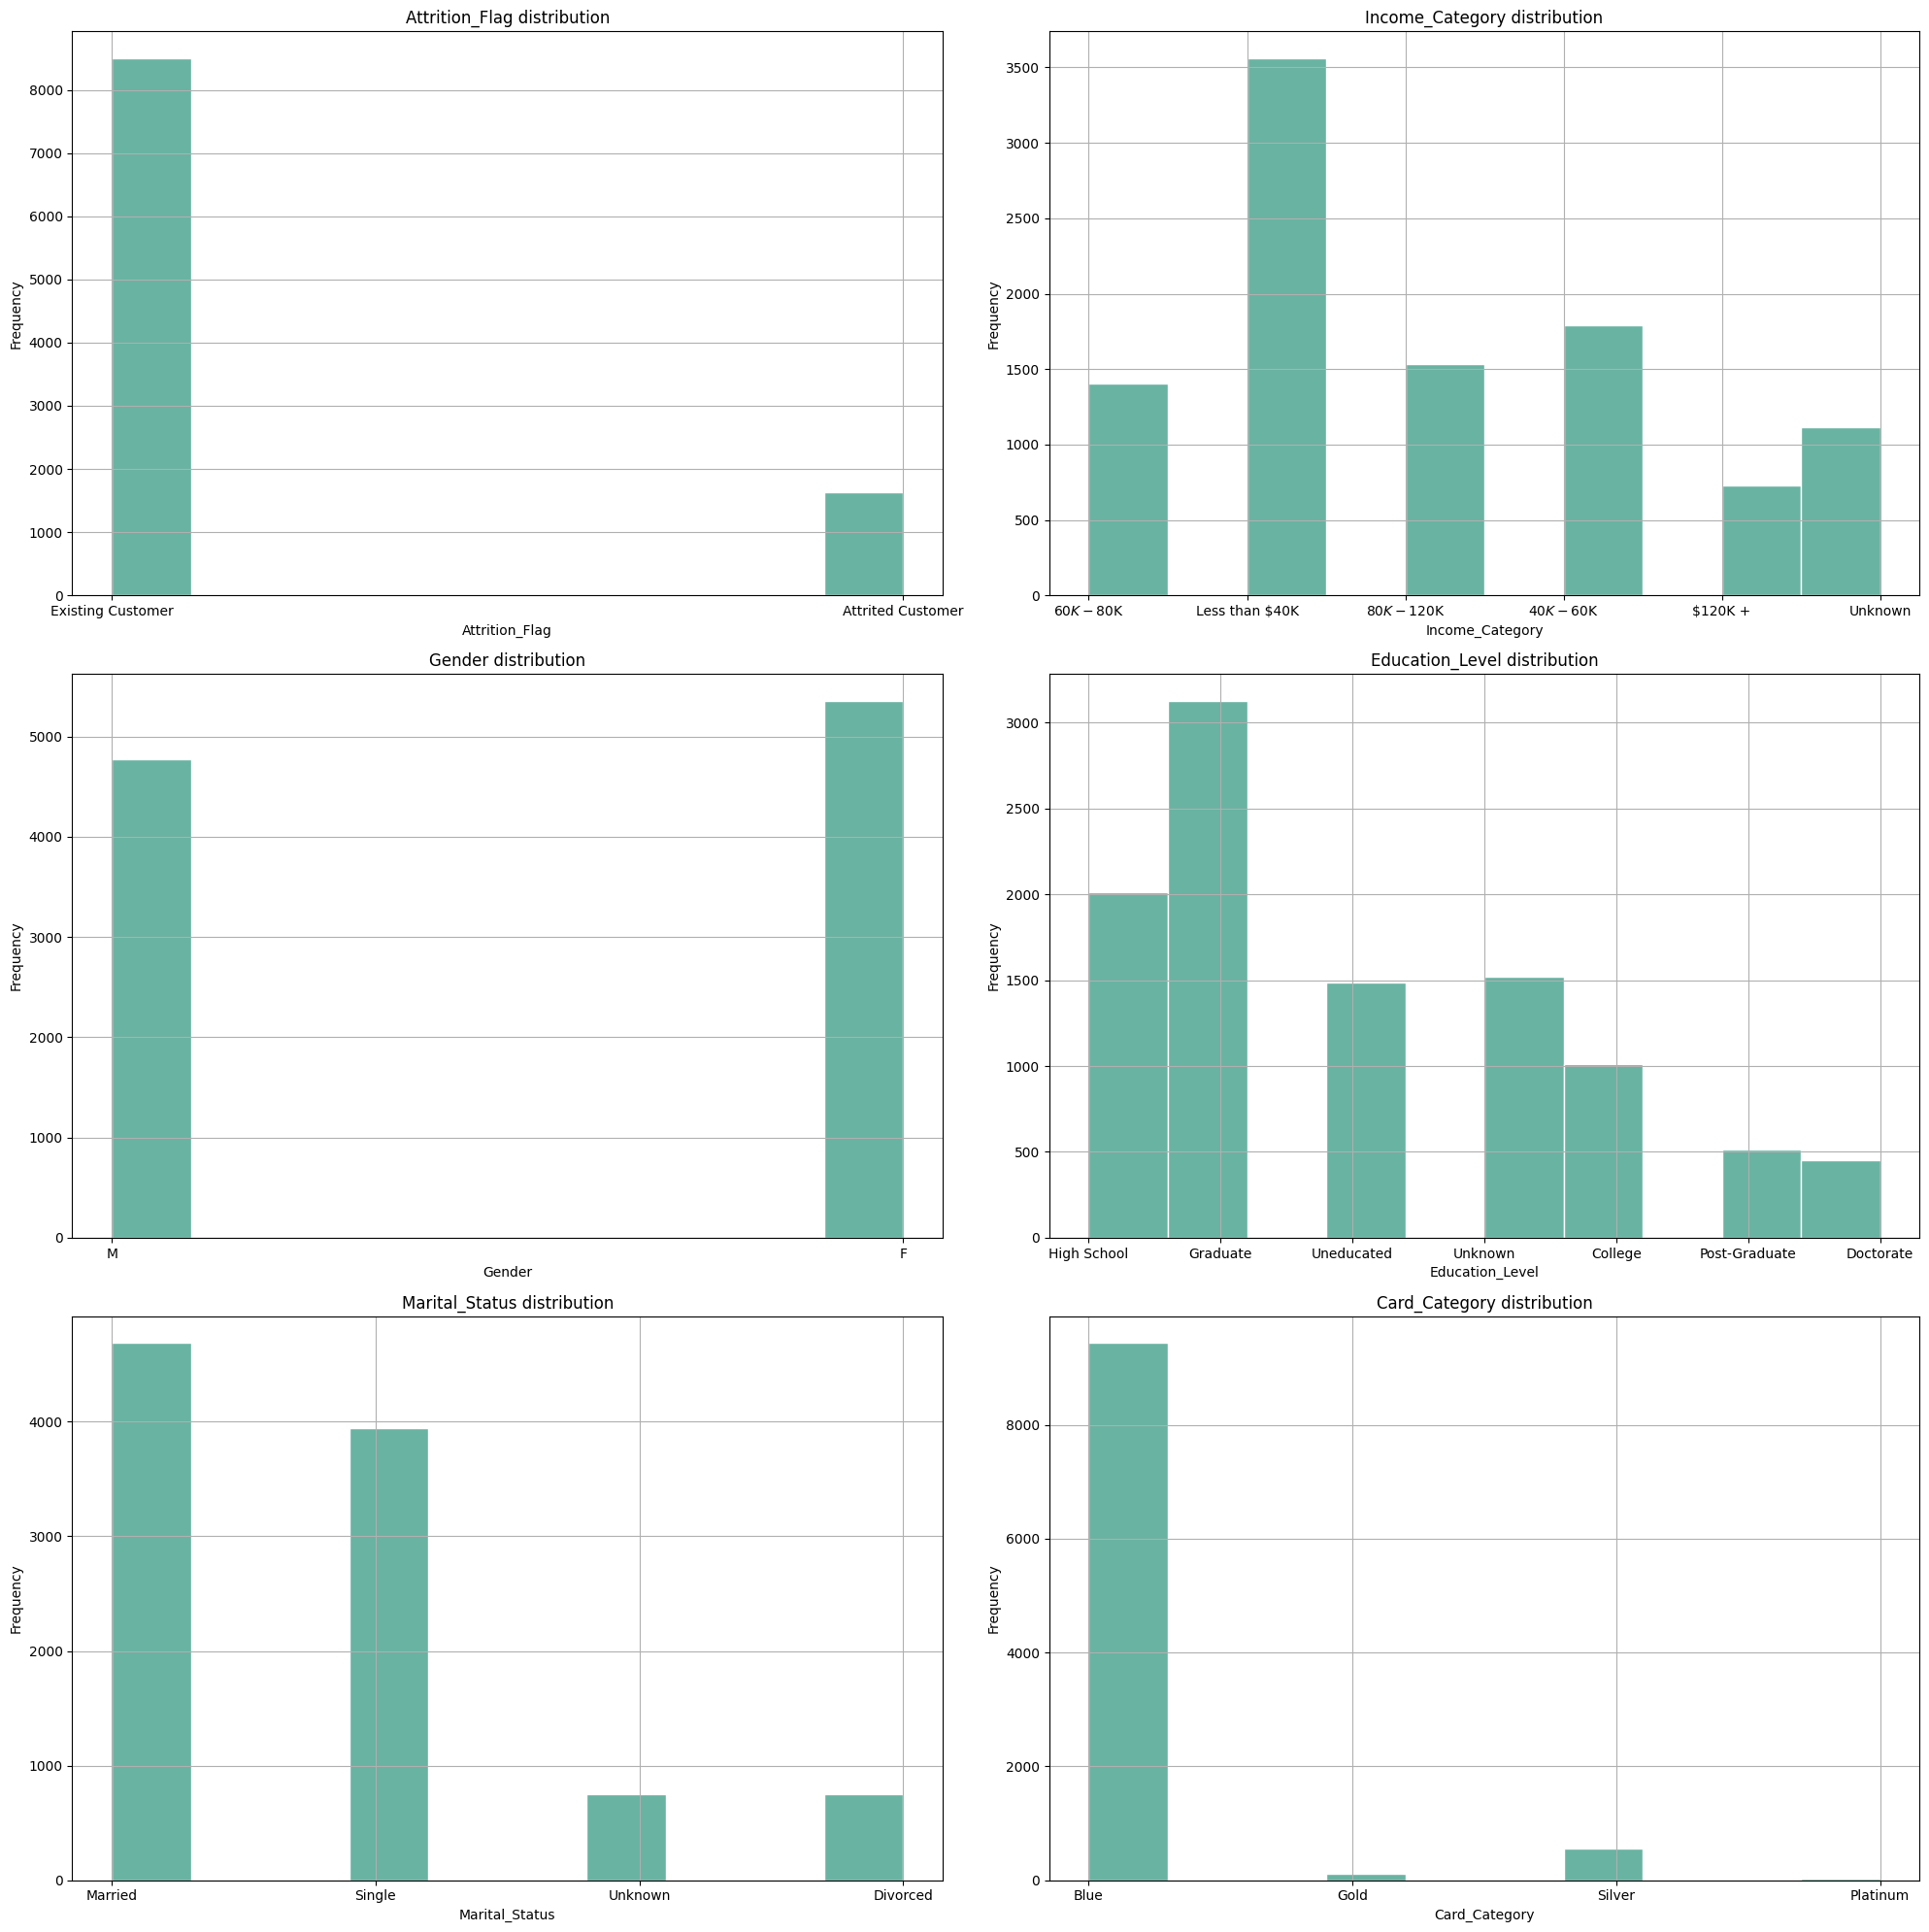 Attrition_Flag distribution
8000
7000
6000
5000
4000
3000
2000
1000
0
Frequency
Existing Customer Attrited Customer
Attrition_Flag
Income_Category distribution
3500
3000
2500
2000
1500
1000
500
0
Frequency
60K − 80K Less than $40K 80K − 120K 40K − 60K $120K + Unknown
Income_Category
Gender distribution
5000
4000
3000
2000
1000
0
Frequency
M F
Gender
Education_Level distribution
3000
2500
2000
1500
1000
500
0
Frequency
High School Graduate Uneducated Unknown College Post-Graduate Doctorate
Education_Level
Marital_Status distribution
4000
3000
2000
1000
0
Frequency
Married Single Unknown Divorced
Marital_Status
Card_Category distribution
8000
6000
4000
2000
0
Frequency
Blue Gold Silver Platinum
Card_Category